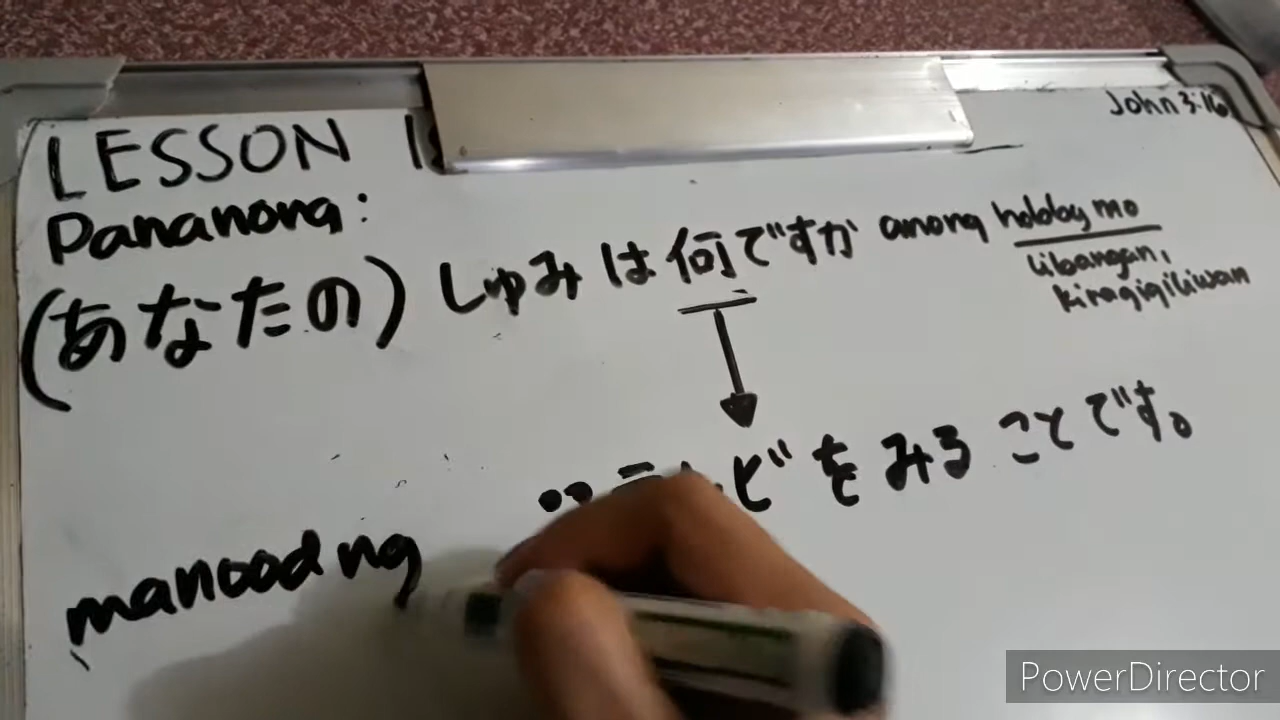 John 3:16
LESSON
Pananong:
(あなたの) しゅみ は 何ですか anong hobby mo
libangan,
kinagigiliwan
ビ を みる ことです。
manood ng
PowerDirector